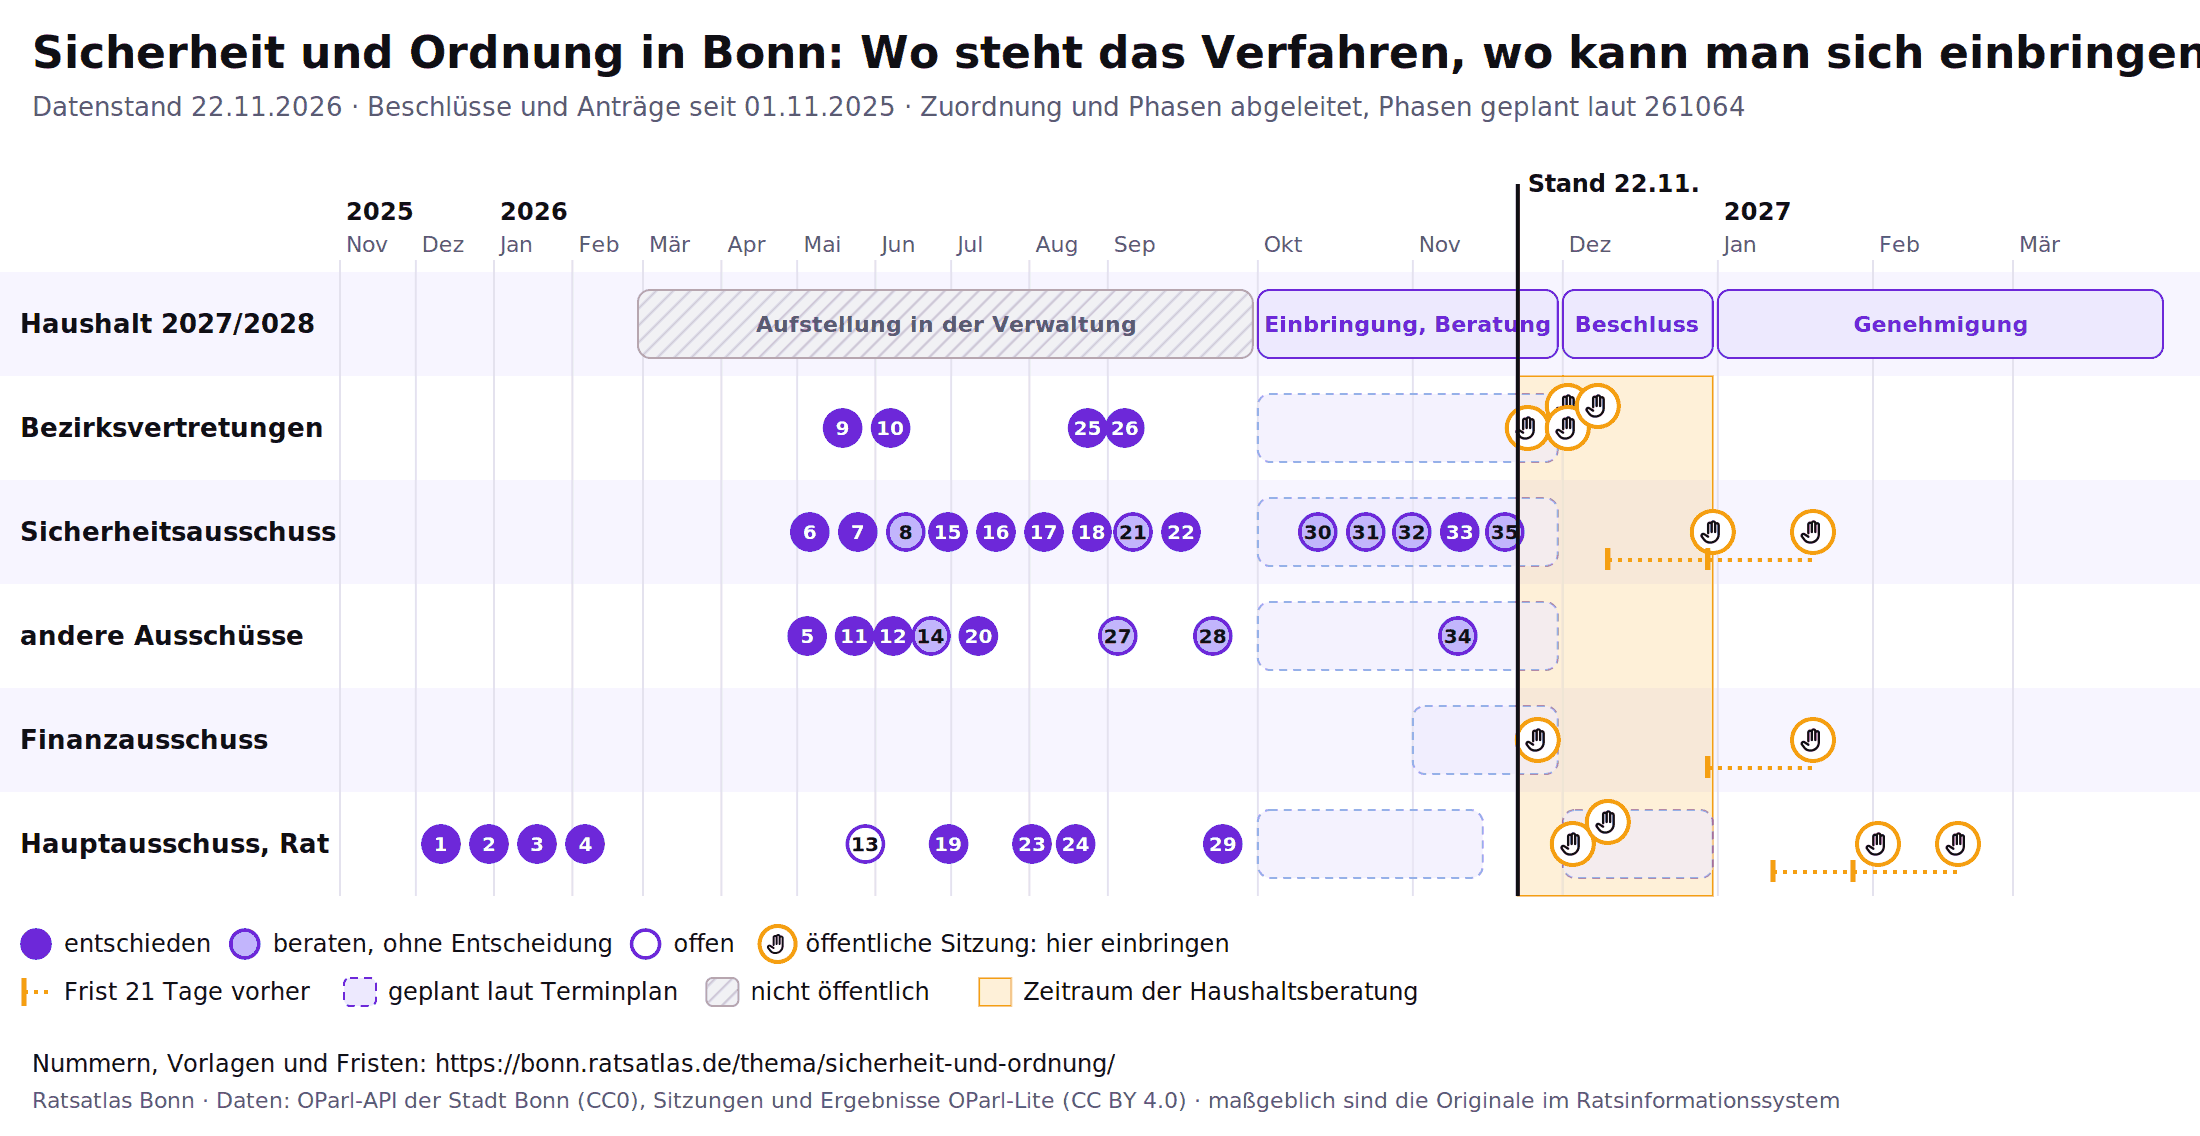 Sicherheit und Ordnung in Bonn: Wo steht das Verfahren, wo kann man sich einbringen
Datenstand 22.11.2026 · Beschlüsse und Anträge seit 01.11.2025 · Zuordnung und Phasen abgeleitet, Phasen geplant laut 261064
Stand 22.11.
2025 2026 2027
Nov Dez Jan Feb Mär Apr Mai Jun Jul Aug Sep Okt Nov Dez Jan Feb Mär
Haushalt 2027/2028 Aufstellung in der Verwaltung Einbringung, Beratung Beschluss Genehmigung
Bezirksvertretungen 9 10 25 26
Sicherheitsausschuss 6 7 8 15 16 17 18 21 22 30 31 32 33 35
andere Ausschüsse 5 11 12 14 20 27 28 34
Finanzausschuss
Hauptausschuss, Rat 1 2 3 4 13 19 23 24 29
entschieden beraten, ohne Entscheidung offen öffentliche Sitzung: hier einbringen
Frist 21 Tage vorher geplant laut Terminplan nicht öffentlich Zeitraum der Haushaltsberatung
Nummern, Vorlagen und Fristen: https://bonn.ratsatlas.de/thema/sicherheit-und-ordnung/
Ratsatlas Bonn · Daten: OParl-API der Stadt Bonn (CC0), Sitzungen und Ergebnisse OParl-Lite (CC BY 4.0) · maßgeblich sind die Originale im Ratsinformationssystem